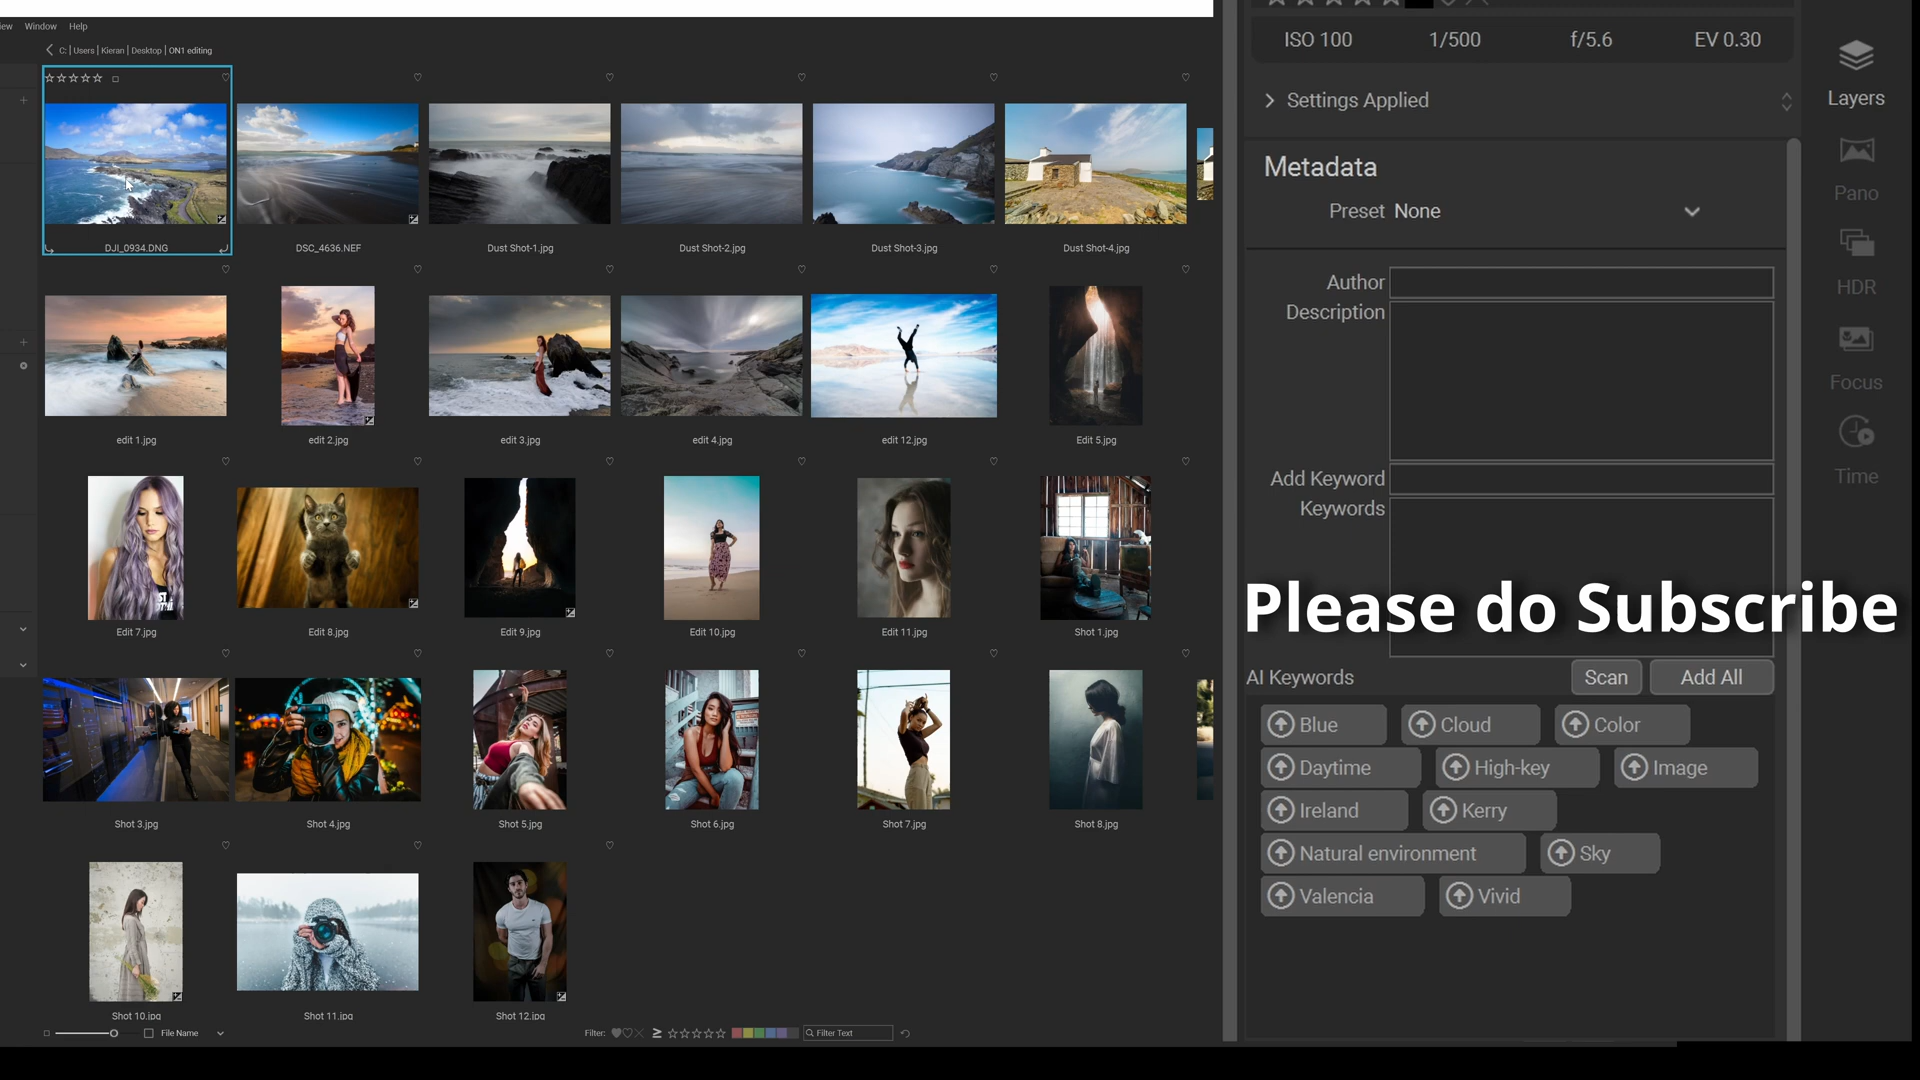 Window Help
C: | Users | Kieran | Desktop | ON1 editing
DJI_0934.DNG
DSC_4636.NEF
Dust Shot-1.jpg
Dust Shot-2.jpg
Dust Shot-3.jpg
Dust Shot-4.jpg
edit 1.jpg
edit 2.jpg
edit 3.jpg
edit 4.jpg
edit 12.jpg
Edit 5.jpg
Edit 7.jpg
Edit 8.jpg
Edit 9.jpg
Edit 10.jpg
Edit 11.jpg
Shot 1.jpg
Shot 3.jpg
Shot 4.jpg
Shot 5.jpg
Shot 6.jpg
Shot 7.jpg
Shot 8.jpg
Shot 10.jpg
Shot 11.jpg
Shot 12.jpg
File Name
Filter:
Filter Text
ISO 100 1/500 f/5.6 EV 0.30
Settings Applied
Metadata
Preset None
Author
Description
Add Keyword
Keywords
Please do Subscribe
AI Keywords Scan Add All
Blue Cloud Color
Daytime High-key Image
Ireland Kerry
Natural environment Sky
Valencia Vivid
Layers
Pano
HDR
Focus
Time